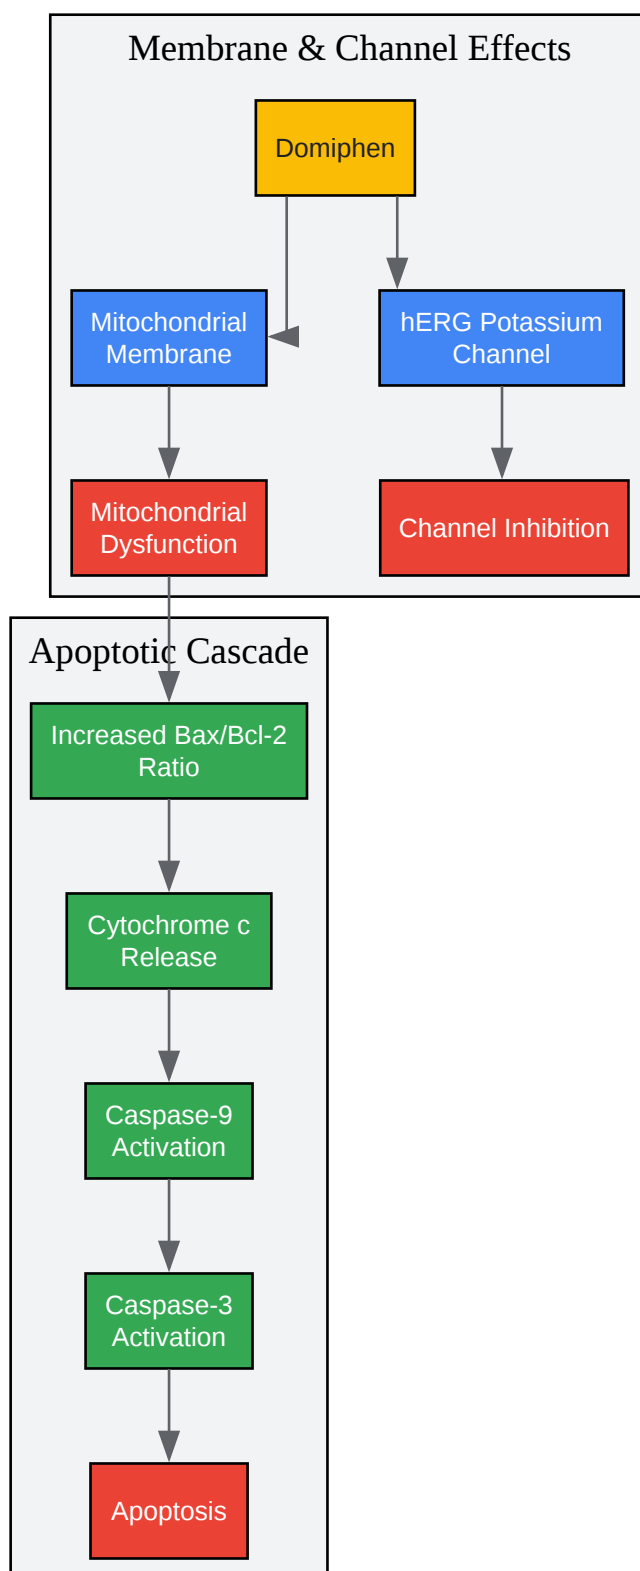 Membrane & Channel Effects
Domiphen
Mitochondrial
Membrane
hERG Potassium
Channel
Mitochondrial
Dysfunction
Channel Inhibition
Apoptotic Cascade
Increased Bax/Bcl-2
Ratio
Cytochrome c
Release
Caspase-9
Activation
Caspase-3
Activation
Apoptosis